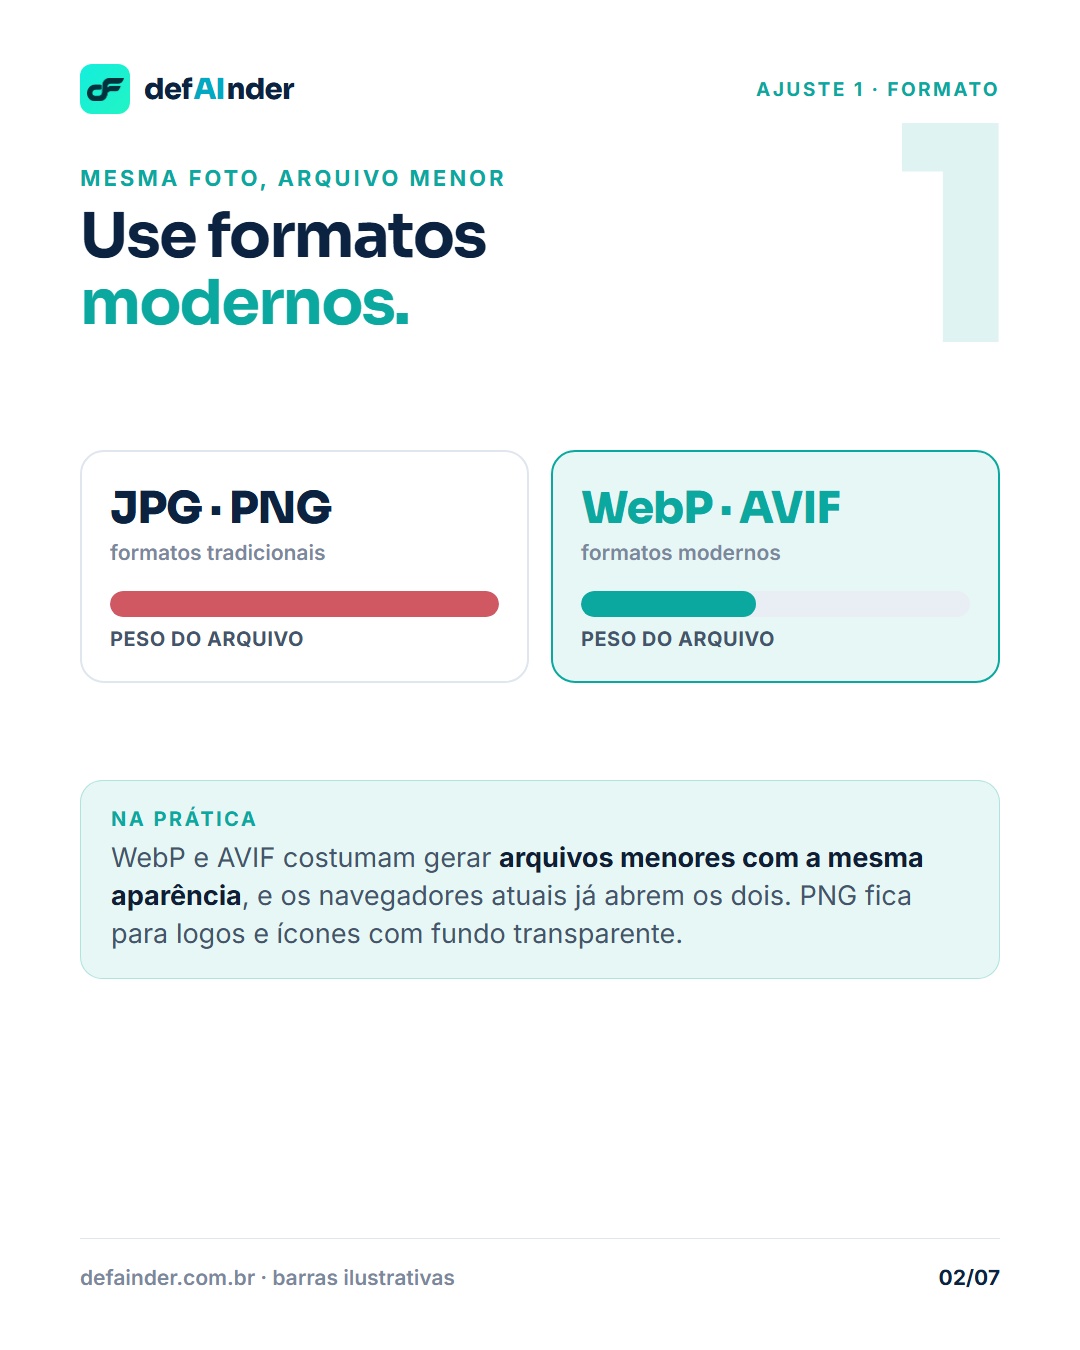 defAInder
AJUSTE 1 · FORMATO
1
MESMA FOTO, ARQUIVO MENOR
Use formatos
modernos.
JPG · PNG
formatos tradicionais
PESO DO ARQUIVO
WebP · AVIF
formatos modernos
PESO DO ARQUIVO
NA PRÁTICA
WebP e AVIF costumam gerar arquivos menores com a mesma
aparência, e os navegadores atuais já abrem os dois. PNG fica
para logos e ícones com fundo transparente.
defainder.com.br · barras ilustrativas
02/07